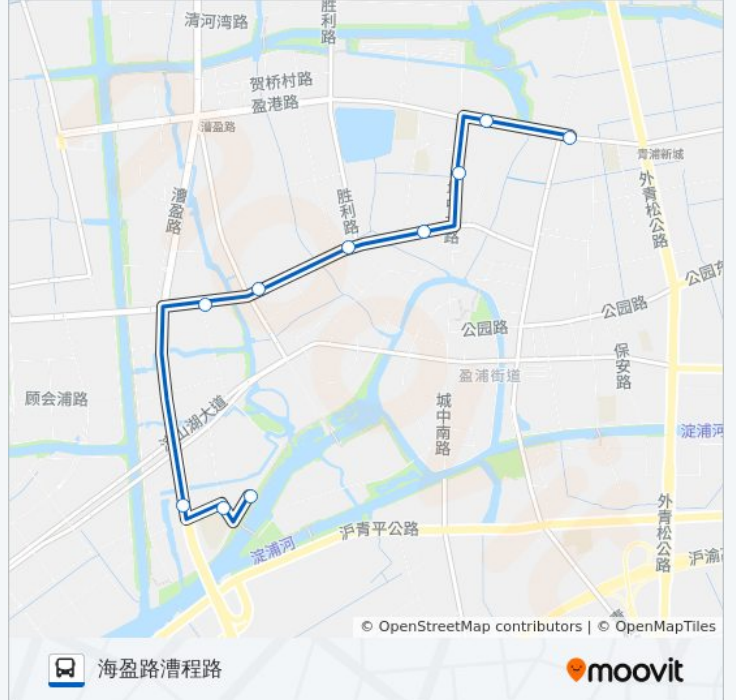 清河湾路
胜利路
贺桥村路
盈港路
漕盈路
青浦新城
外青松公路
漕盈路
胜利路
公园东
公园路
公园路
保安路
盈浦街道
顾会浦路
城中南路
淀浦河
外青松公路
沪青平公路
淀浦河
© OpenStreetMap contributors | © OpenMapTiles
海盈路漕程路
moovit